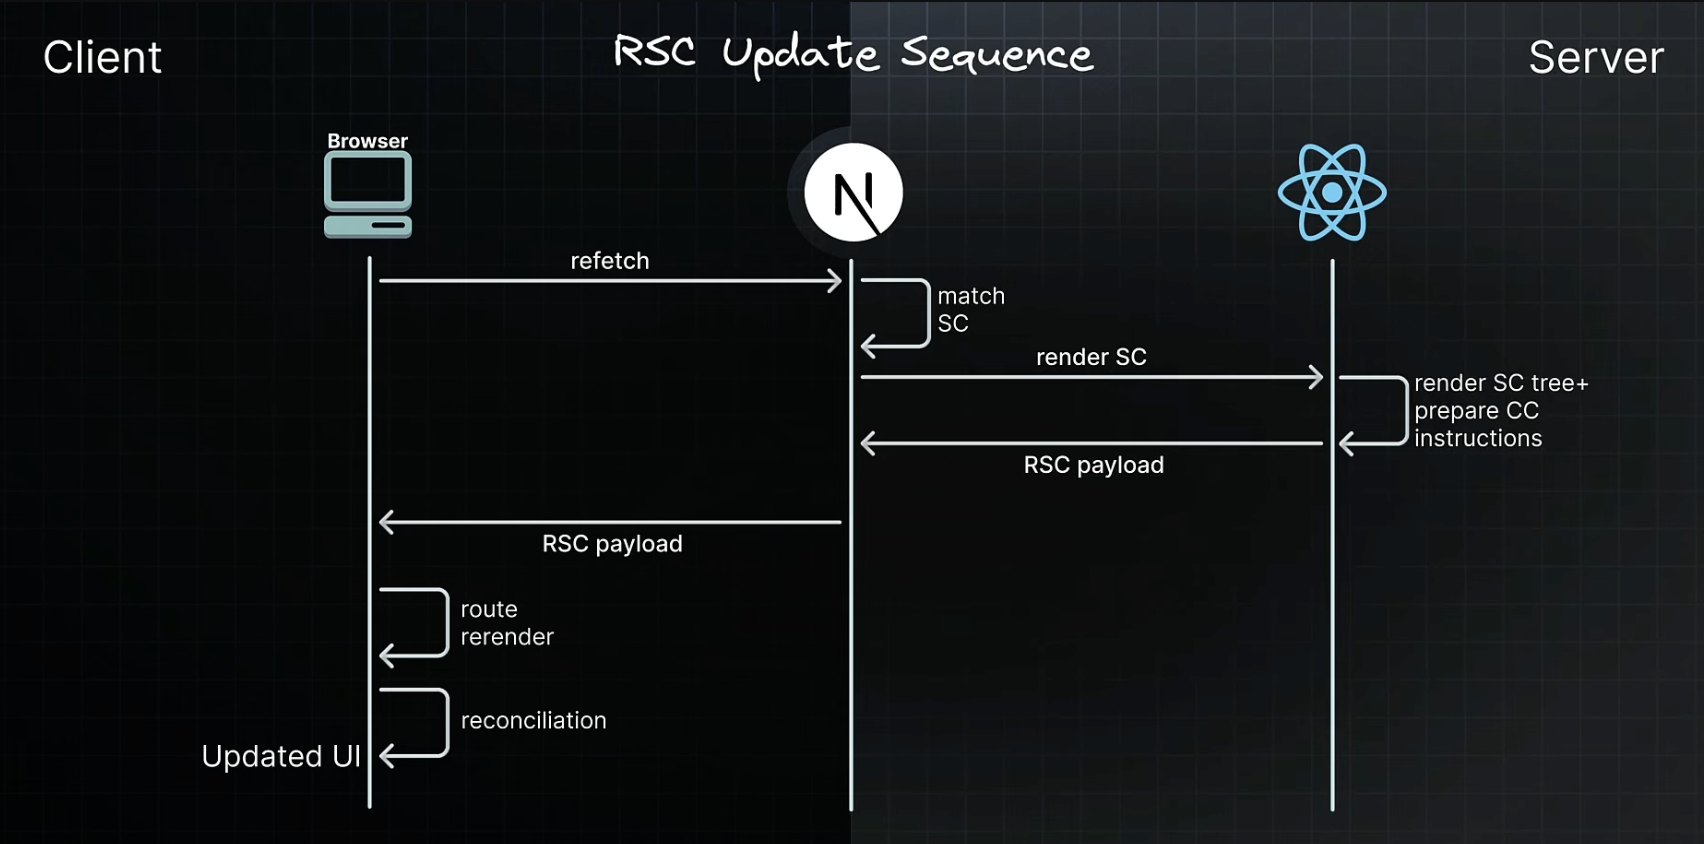 Client
RSC Update Sequence
Server
Browser
refetch
match
SC
render SC
render SC tree+
prepare CC
instructions
RSC payload
RSC payload
route
rerender
reconciliation
Updated UI